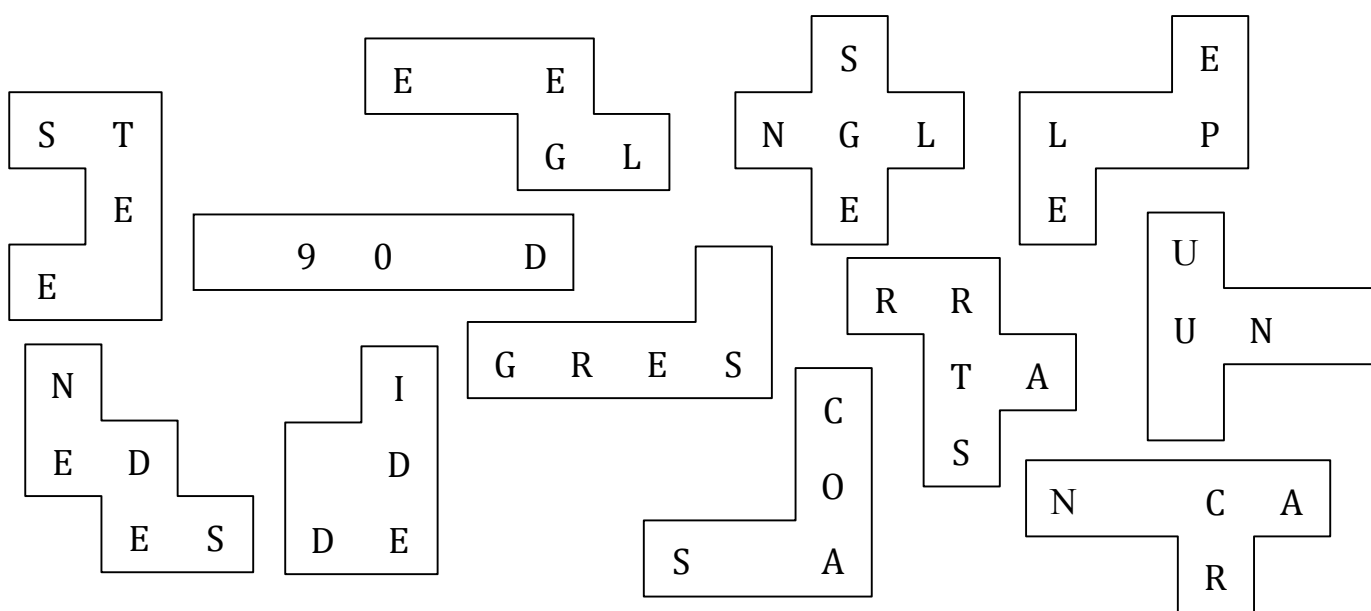 S T
E
E
E E
G L
S
N G L
E
E
L P
E
9 0 D
G R E S
R R
T A
S
U
U N
N
E D
E S
I
D
D E
C
O
S A
N C A
R